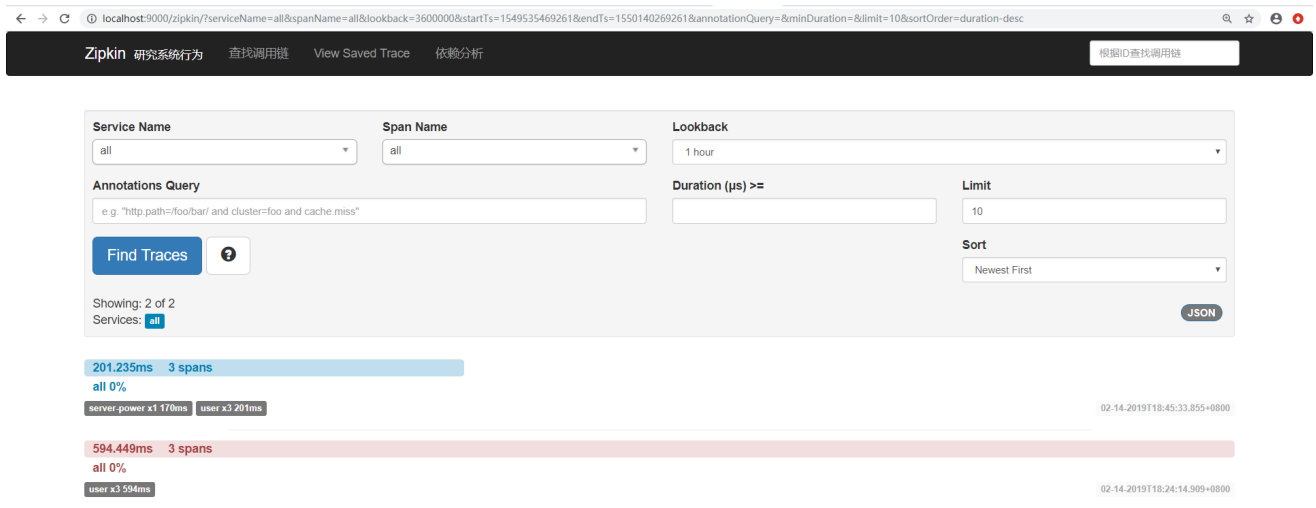 localhost:9000/zipkin/?serviceName=all&spanName=all&lookback=3600000&startTs=1549535469261&endTs=1550140269261&annotationQuery=&minDuration=&limit=10&sortOrder=duration-desc
Zipkin 研究系统行为 查找调用链 View Saved Trace 依赖分析 根据ID查找调用链
Service Name Span Name Lookback
all all 1 hour
Annotations Query Duration (μs) >= Limit
e.g. "http.path=/foo/bar/ and cluster=foo and cache.miss" 10
Find Traces ? Sort
Newest First
Showing: 2 of 2
Services: all JSON
201.235ms 3 spans
all 0%
server-power x1 170ms user x3 201ms 02-14-2019T18:45:33.855+0800
594.449ms 3 spans
all 0%
user x3 594ms 02-14-2019T18:24:14.909+0800